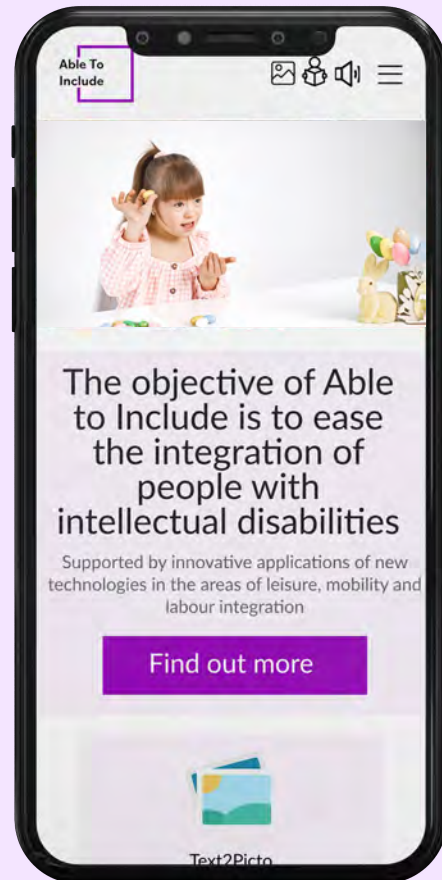 Able To
Include
The objective of Able
to Include is to ease
the integration of
people with
intellectual disabilities
Supported by innovative applications of new
technologies in the areas of leisure, mobility and
labour integration
Find out more
Text2Picto